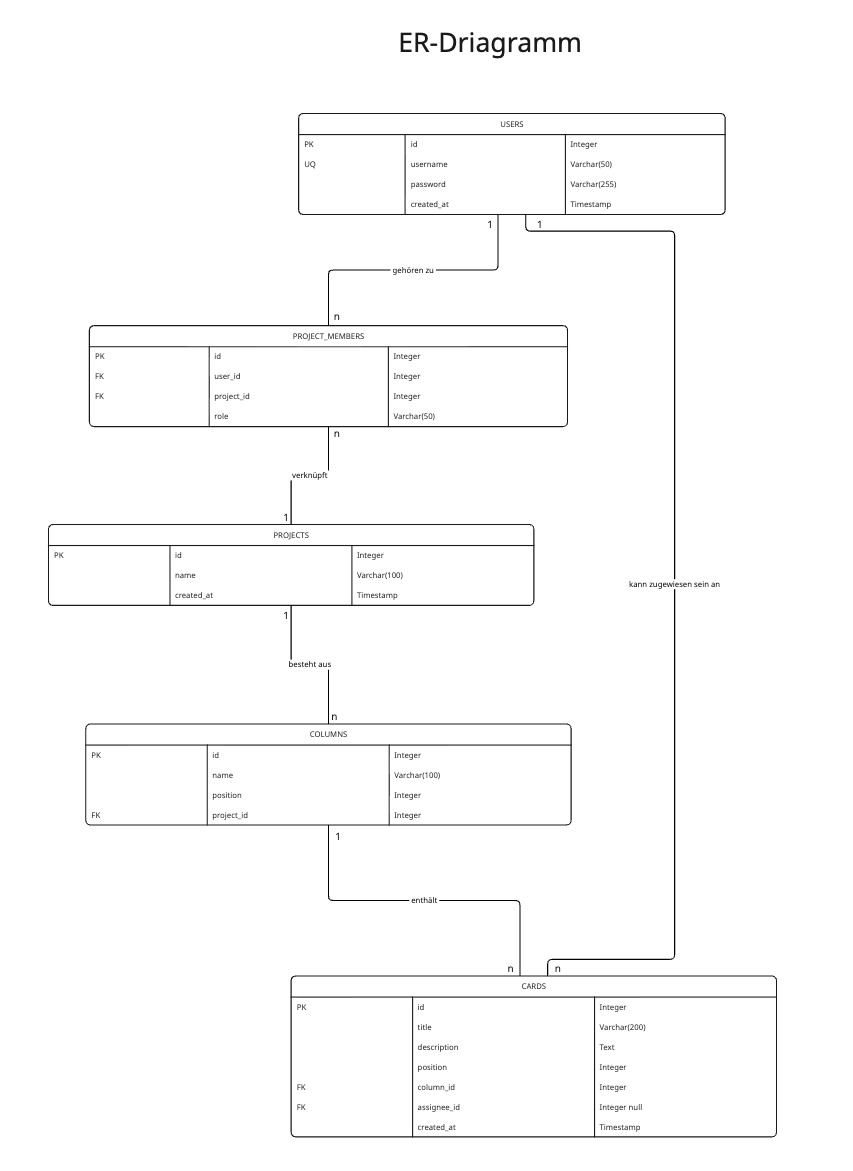 ER-Driagramm
USERS
PK id Integer
UQ username Varchar(50)
password Varchar(255)
created_at Timestamp
1 1
gehören zu
n
PROJECT_MEMBERS
PK id Integer
FK user_id Integer
FK project_id Integer
role Varchar(50)
n
verknüpft
1
PROJECTS
PK id Integer
name Varchar(100)
created_at Timestamp
kann zugewiesen sein an
1
besteht aus
n
COLUMNS
PK id Integer
name Varchar(100)
position Integer
FK project_id Integer
1
enthält
n n
CARDS
PK id Integer
title Varchar(200)
description Text
position Integer
FK column_id Integer
FK assignee_id Integer null
created_at Timestamp